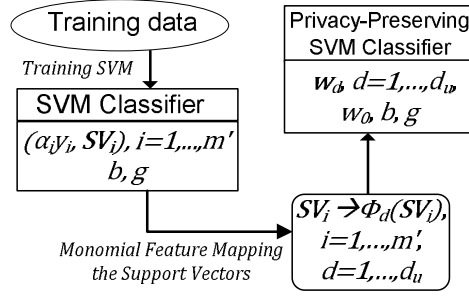 Training data
Training SVM
SVM Classifier
(αᵢyᵢ, SVᵢ), i=1,...,m′
b, g
Monomial Feature Mapping
the Support Vectors
SVᵢ → Φd(SVᵢ),
i=1,...,m′,
d=1,...,dᵤ
Privacy-Preserving
SVM Classifier
wd, d=1,...,dᵤ,
w₀, b, g